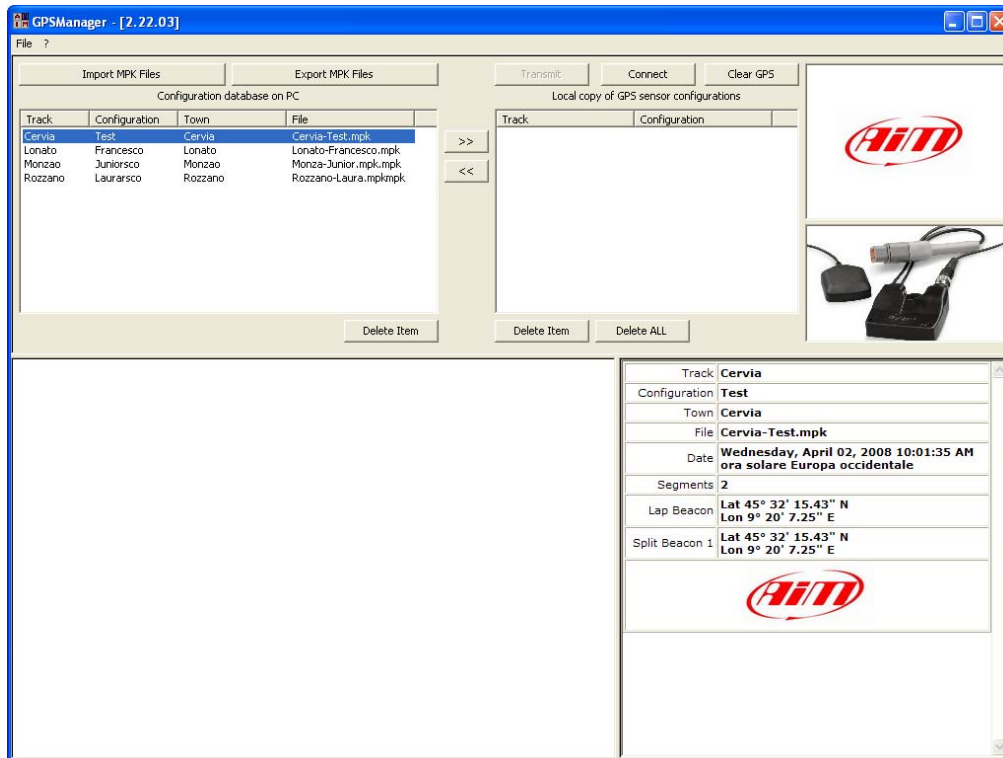 GPSManager - [2.22.03]
File ?
Import MPK Files Export MPK Files
Configuration database on PC
Track Configuration Town File
Cervia Test Cervia Cervia-Test.mpk
Lonato Francesco Lonato Lonato-Francesco.mpk
Monzao Juniorsco Monzao Monza-Junior.mpk.mpk
Rozzano Laurarsco Rozzano Rozzano-Laura.mpkmpk
Delete Item
>>
<<
Transmit Connect Clear GPS
Local copy of GPS sensor configurations
Track Configuration
Delete Item Delete ALL
AiM
Track Cervia
Configuration Test
Town Cervia
File Cervia-Test.mpk
Date Wednesday, April 02, 2008 10:01:35 AM
ora solare Europa occidentale
Segments 2
Lap Beacon Lat 45° 32' 15.43" N
Lon 9° 20' 7.25" E
Split Beacon 1 Lat 45° 32' 15.43" N
Lon 9° 20' 7.25" E
AiM